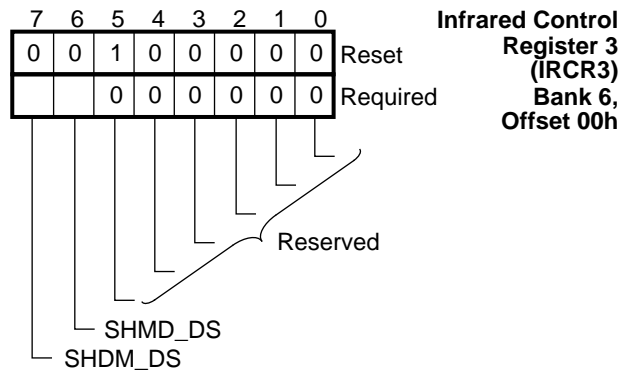 7 6 5 4 3 2 1 0
Infrared Control
Register 3
(IRCR3)
Bank 6,
Offset 00h
0 0 1 0 0 0 0 0 Reset
0 0 0 0 0 0 Required
Reserved
SHMD_DS
SHDM_DS